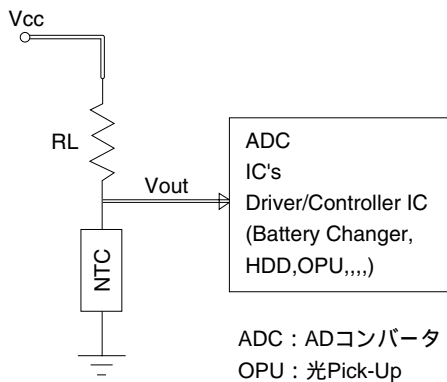 Vcc
RL
Vout
NTC
ADC
IC's
Driver/Controller IC
(Battery Changer,
HDD,OPU,,,,)
ADC：ADコンバータ
OPU：光Pick-Up